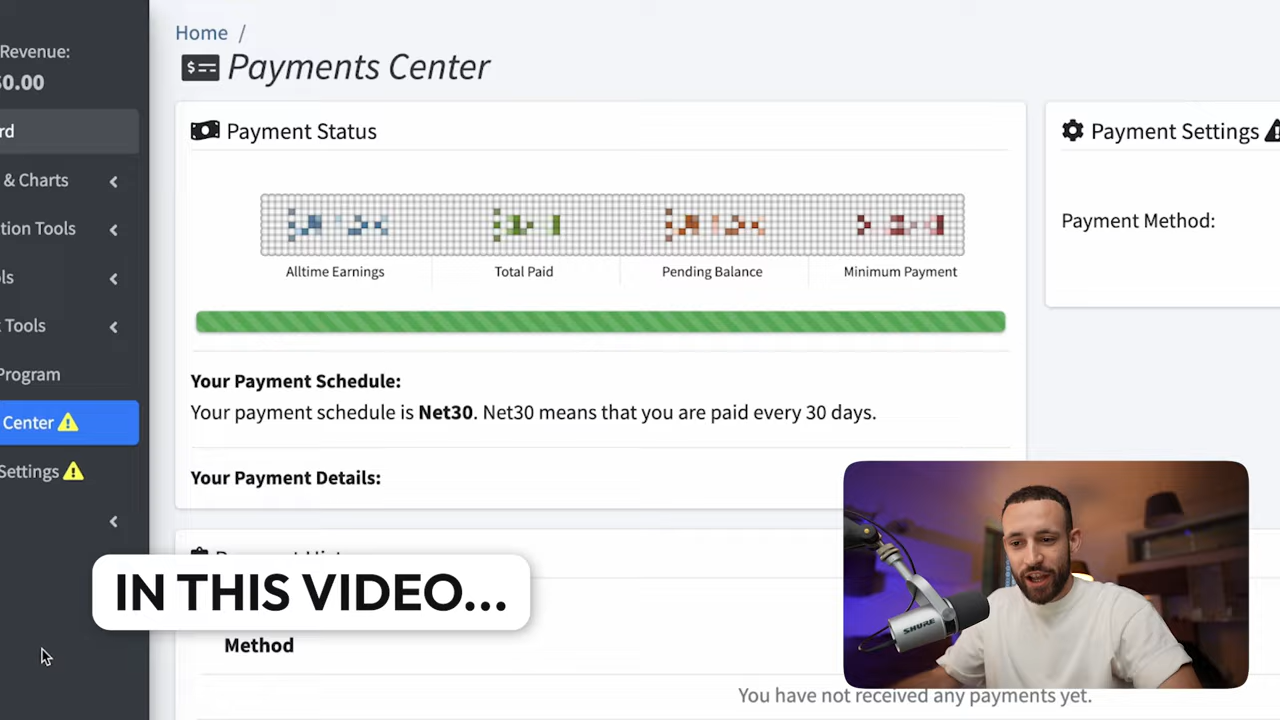 Revenue:
$0.00
rd
& Charts
tion Tools
ls
Tools
Program
Center
Settings
Home /
Payments Center
Payment Status
Alltime Earnings
Total Paid
Pending Balance
Minimum Payment
Your Payment Schedule:
Your payment schedule is Net30. Net30 means that you are paid every 30 days.
Your Payment Details:
Payment Settings
Payment Method:
IN THIS VIDEO...
Method
You have not received any payments yet.
SHURE